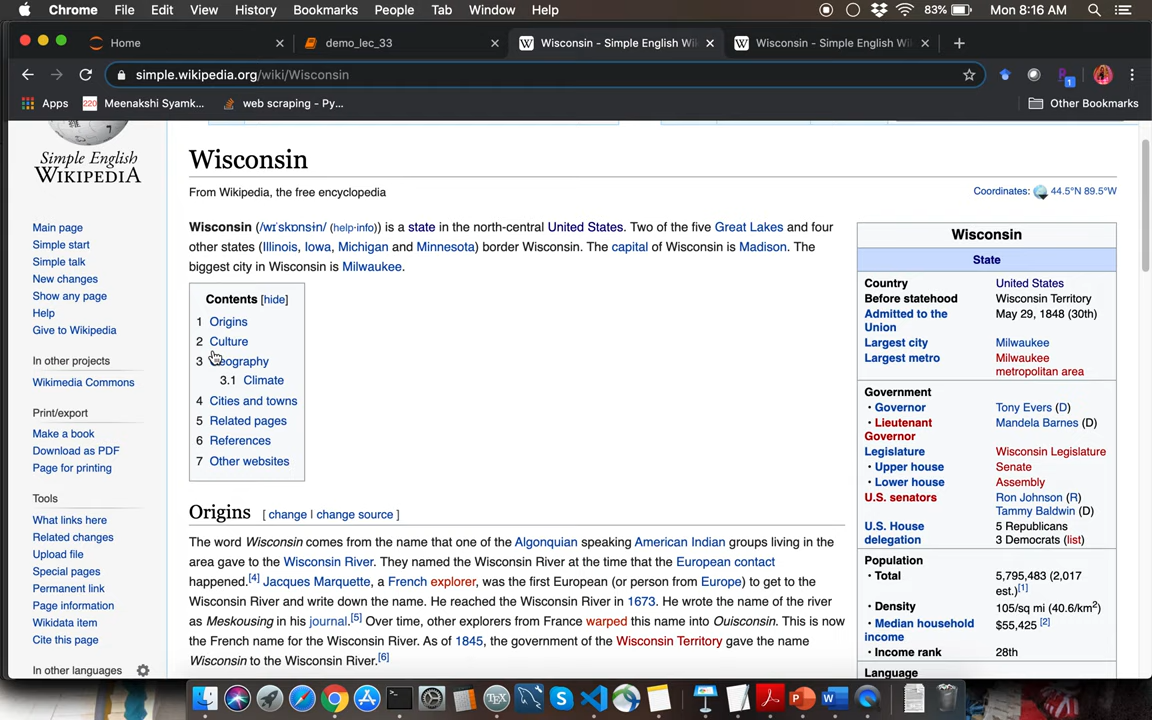 Chrome File Edit View History Bookmarks People Tab Window Help 83% Mon 8:16 AM
Home demo_lec_33 Wisconsin - Simple English Wi Wisconsin - Simple English Wi
simple.wikipedia.org/wiki/Wisconsin
Apps 220 Meenakshi Syamk... web scraping - Py... Other Bookmarks
Simple English
WIKIPEDIA
Main page
Simple start
Simple talk
New changes
Show any page
Help
Give to Wikipedia
In other projects
Wikimedia Commons
Print/export
Make a book
Download as PDF
Page for printing
Tools
What links here
Related changes
Upload file
Special pages
Permanent link
Page information
Wikidata item
Cite this page
In other languages
Wisconsin
From Wikipedia, the free encyclopedia
Coordinates: 44.5°N 89.5°W
Wisconsin (/wɪˈskɒnsɪn/ (help·info)) is a state in the north-central United States. Two of the five Great Lakes and four
other states (Illinois, Iowa, Michigan and Minnesota) border Wisconsin. The capital of Wisconsin is Madison. The
biggest city in Wisconsin is Milwaukee.
Contents [hide]
1 Origins
2 Culture
3 Geography
3.1 Climate
4 Cities and towns
5 Related pages
6 References
7 Other websites
Origins [ change | change source ]
The word Wisconsin comes from the name that one of the Algonquian speaking American Indian groups living in the
area gave to the Wisconsin River. They named the Wisconsin River at the time that the European contact
happened.[4] Jacques Marquette, a French explorer, was the first European (or person from Europe) to get to the
Wisconsin River and write down the name. He reached the Wisconsin River in 1673. He wrote the name of the river
as Meskousing in his journal.[5] Over time, other explorers from France warped this name into Ouisconsin. This is now
the French name for the Wisconsin River. As of 1845, the government of the Wisconsin Territory gave the name
Wisconsin to the Wisconsin River.[6]
Wisconsin
State
Country United States
Before statehood Wisconsin Territory
Admitted to the May 29, 1848 (30th)
Union
Largest city Milwaukee
Largest metro Milwaukee
metropolitan area
Government
• Governor Tony Evers (D)
• Lieutenant Mandela Barnes (D)
Governor
Legislature Wisconsin Legislature
• Upper house Senate
• Lower house Assembly
U.S. senators Ron Johnson (R)
Tammy Baldwin (D)
U.S. House 5 Republicans
delegation 3 Democrats (list)
Population
• Total 5,795,483 (2,017
est.)[1]
• Density 105/sq mi (40.6/km2)
• Median household $55,425 [2]
income
• Income rank 28th
Language